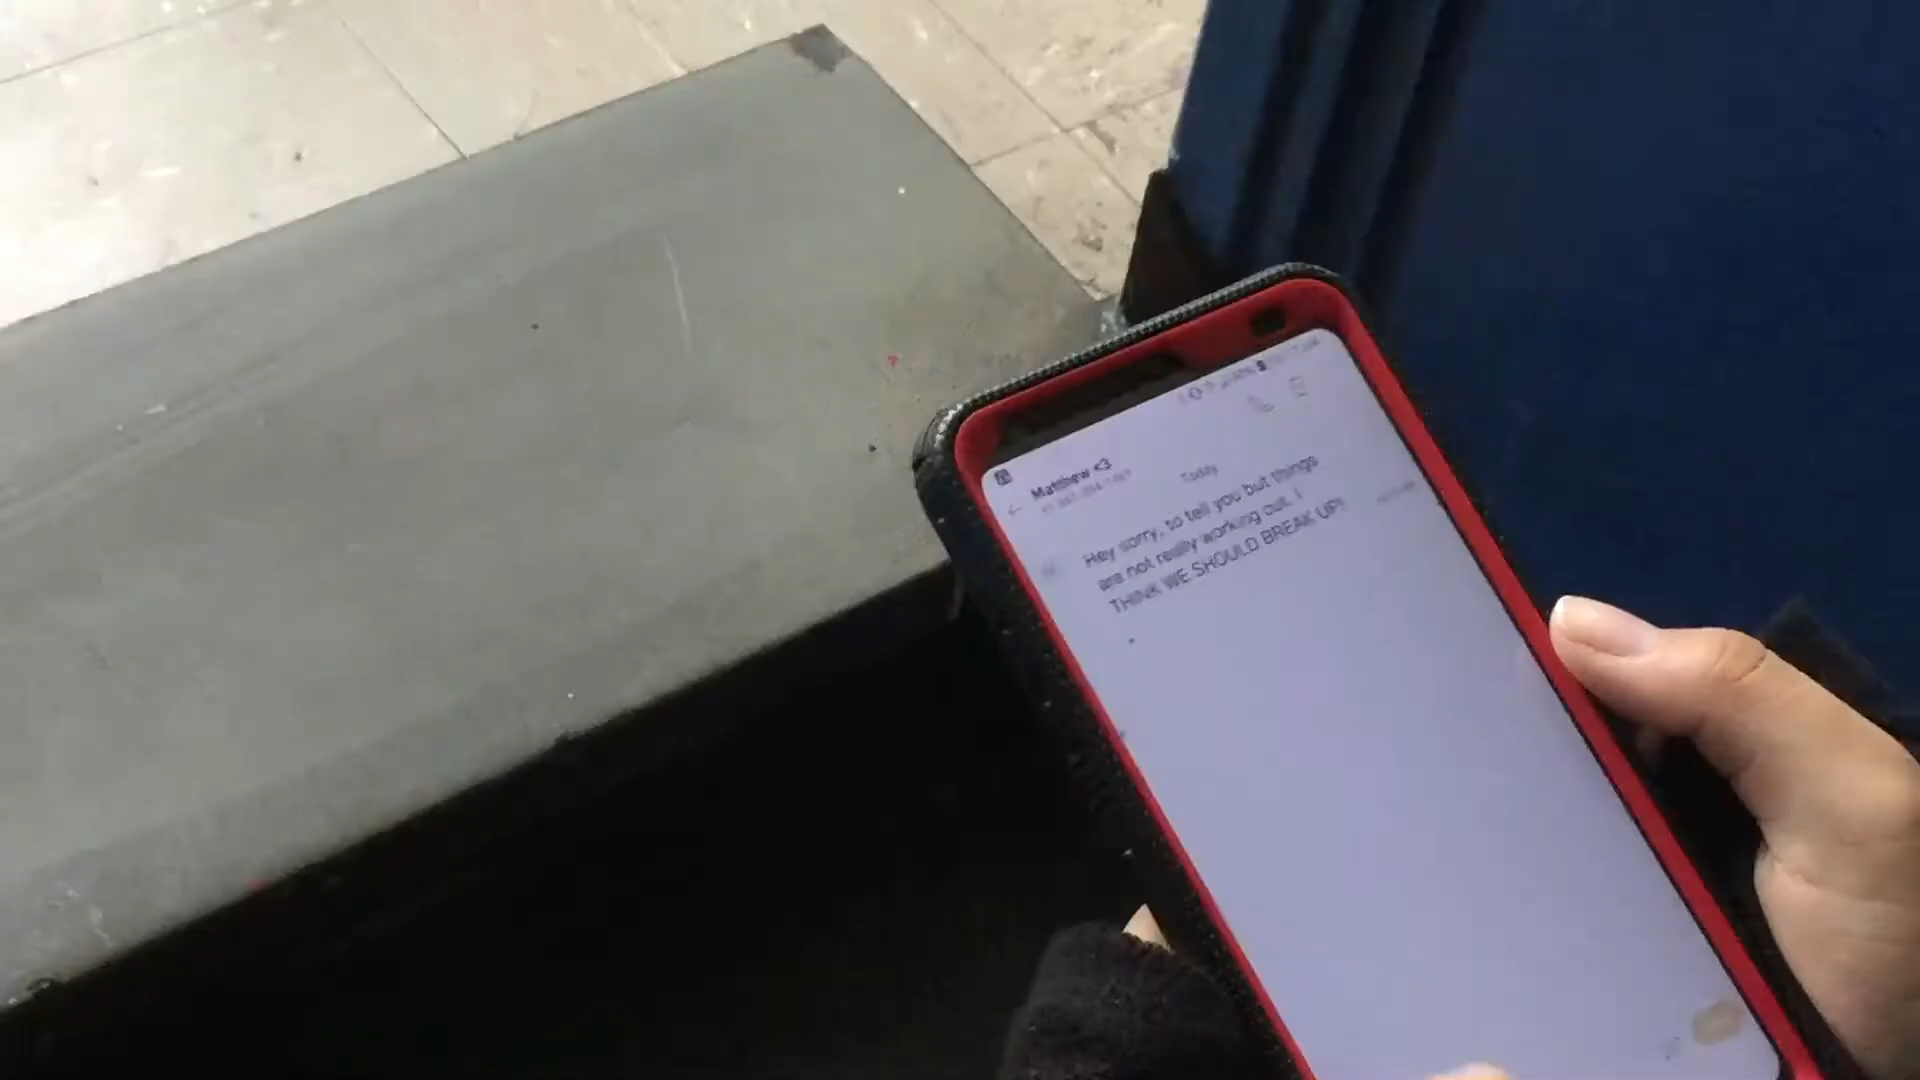 Matthew <3
Today
Hey sorry, to tell you but things
are not really working out. I
THINK WE SHOULD BREAK UP!